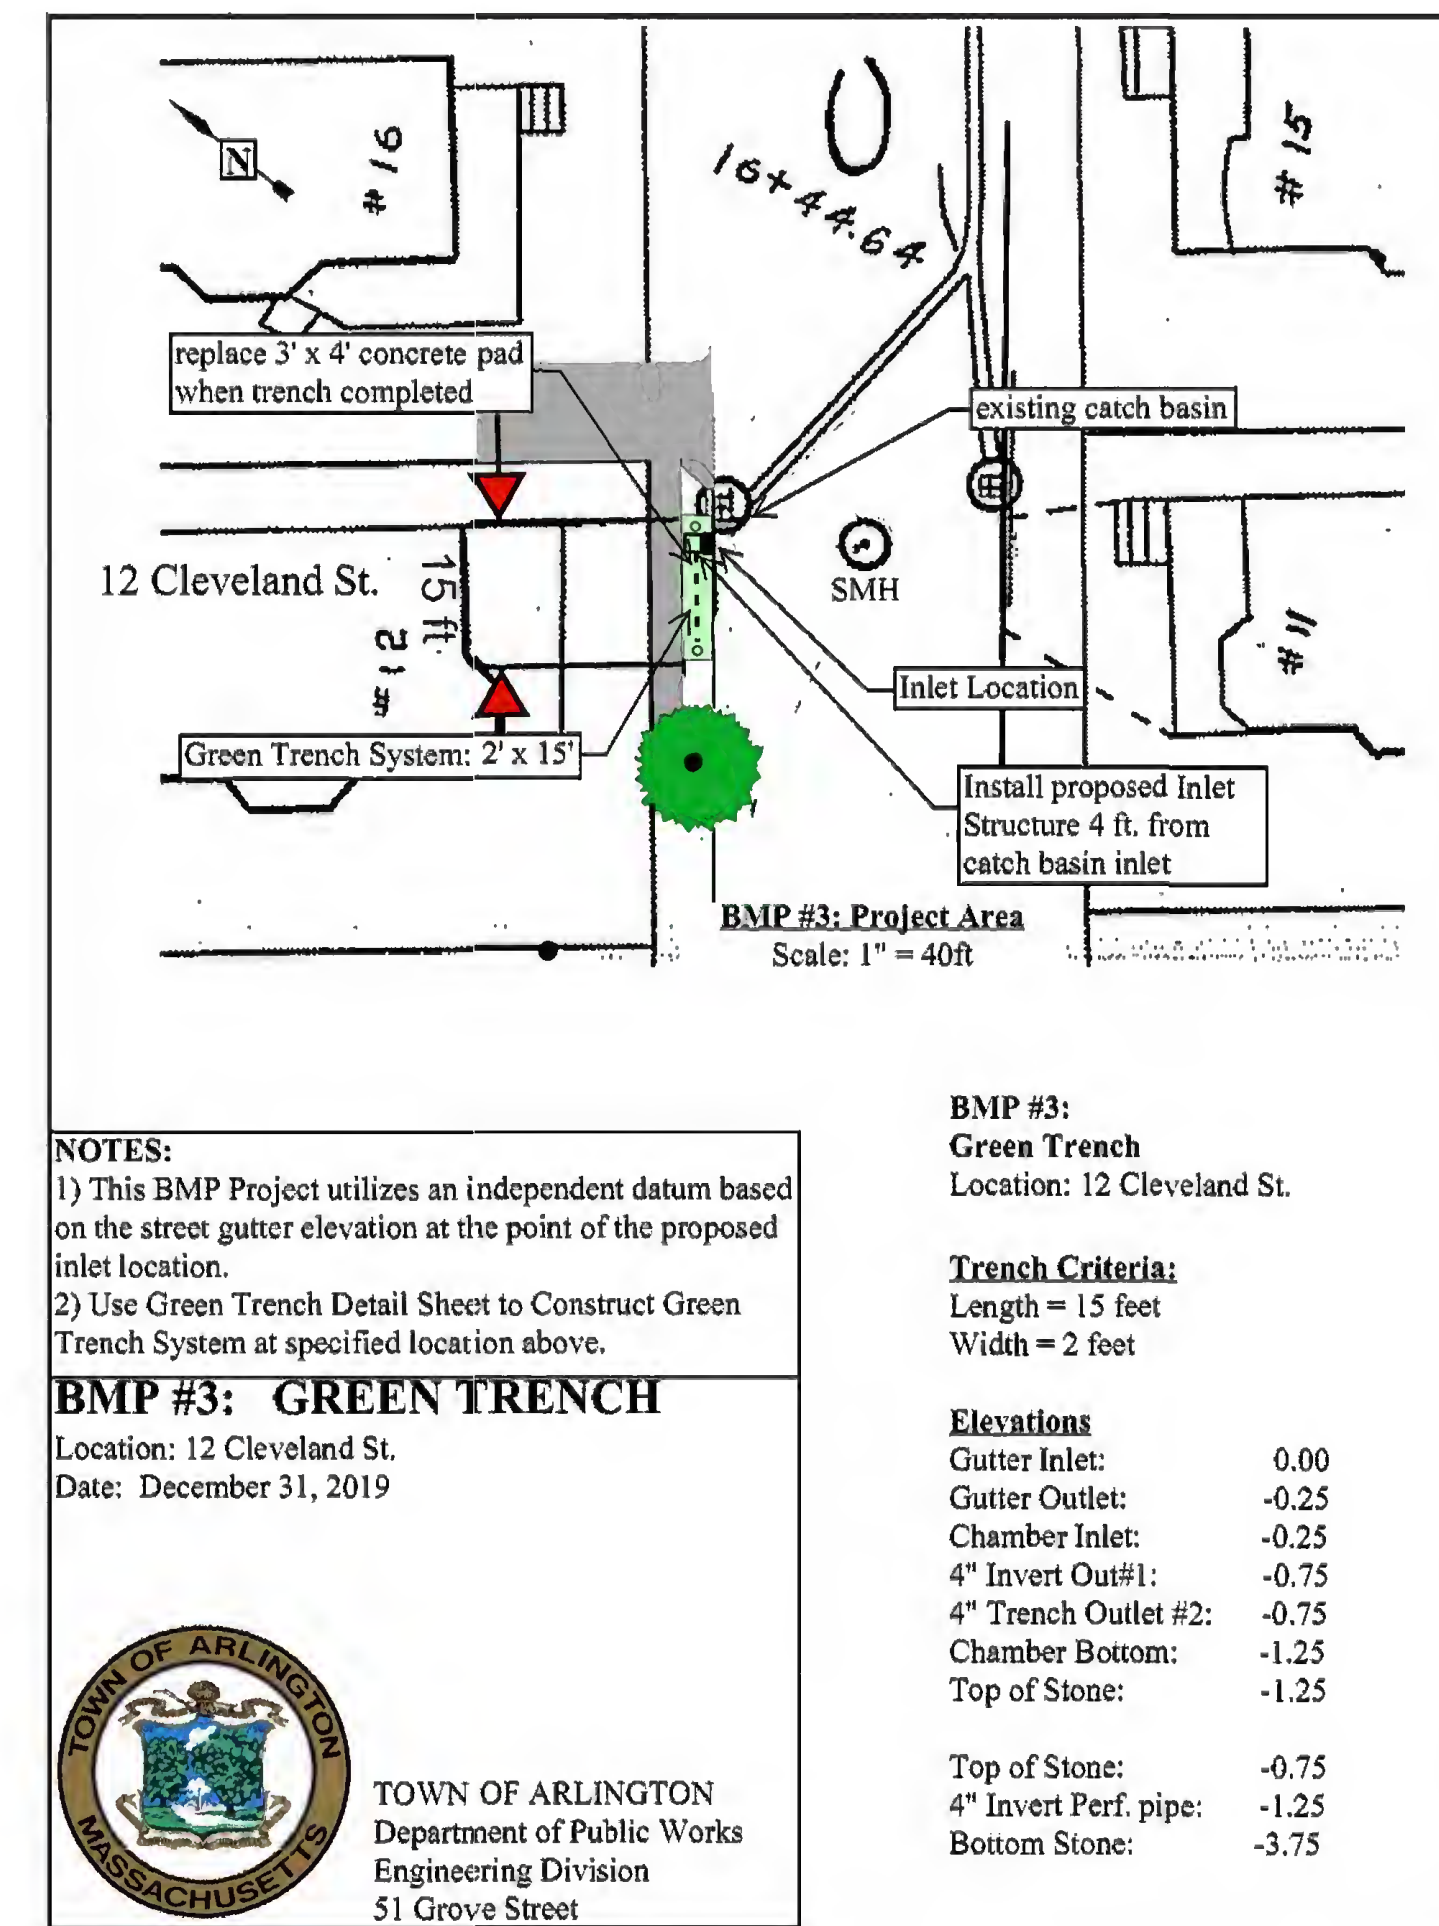 N
# 16
16+44.64
# 15
replace 3' x 4' concrete pad
when trench completed
existing catch basin
12 Cleveland St.
15 ft.
# 12
SMH
# 11
Inlet Location
Green Trench System: 2' x 15'
Install proposed Inlet
Structure 4 ft. from
catch basin inlet
BMP #3: Project Area
Scale: 1" = 40ft
NOTES:
1) This BMP Project utilizes an independent datum based
on the street gutter elevation at the point of the proposed
inlet location.
2) Use Green Trench Detail Sheet to Construct Green
Trench System at specified location above.
BMP #3: GREEN TRENCH
Location: 12 Cleveland St.
Date: December 31, 2019
TOWN OF ARLINGTON
MASSACHUSETTS
TOWN OF ARLINGTON
Department of Public Works
Engineering Division
51 Grove Street
BMP #3:
Green Trench
Location: 12 Cleveland St.
Trench Criteria:
Length = 15 feet
Width = 2 feet
Elevations
Gutter Inlet: 0.00
Gutter Outlet: -0.25
Chamber Inlet: -0.25
4" Invert Out#1: -0.75
4" Trench Outlet #2: -0.75
Chamber Bottom: -1.25
Top of Stone: -1.25
Top of Stone: -0.75
4" Invert Perf. pipe: -1.25
Bottom Stone: -3.75